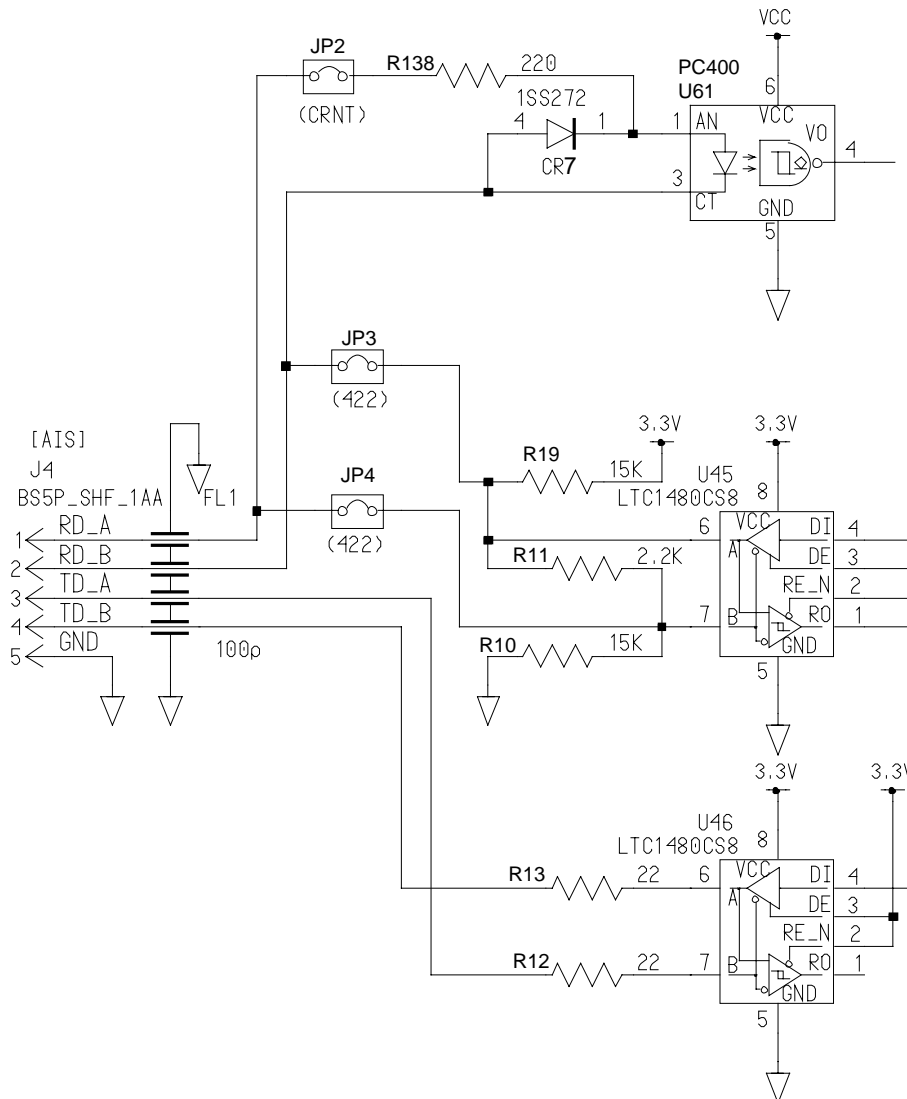 VCC
JP2
R138
220
(CRNT)
1SS272
4
1
CR7
PC400
U61
6
VCC
1
AN
VO
4
3
CT
GND
5
JP3
(422)
[AIS]
J4
BS5P_SHF_1AA
FL1
JP4
(422)
1
RD_A
2
RD_B
3
TD_A
4
TD_B
5
GND
100p
3.3V
3.3V
R19
15K
U45
LTC1480CS8
8
VCC
6
A
DI
4
DE
3
R11
2.2K
RE_N
2
7
B
RO
1
R10
15K
GND
5
3.3V
3.3V
U46
LTC1480CS8
8
VCC
R13
22
6
A
DI
4
DE
3
RE_N
2
R12
22
7
B
RO
1
GND
5